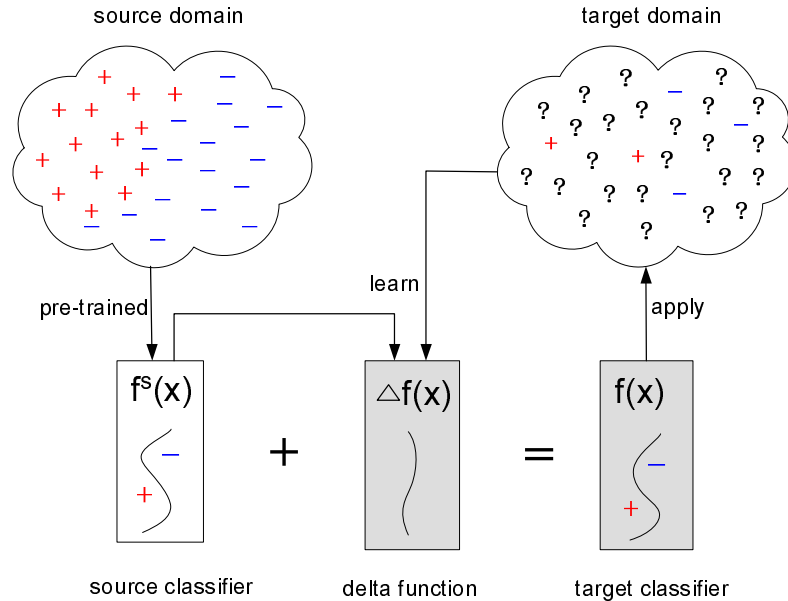 source domain
target domain
? ? ? ? ? ? ? ? ? ? ? ? ? ? ? ? ? ? ? ? ?
learn
pre-trained
apply
fˢ(x)
△f(x)
f(x)
+
=
source classifier
delta function
target classifier